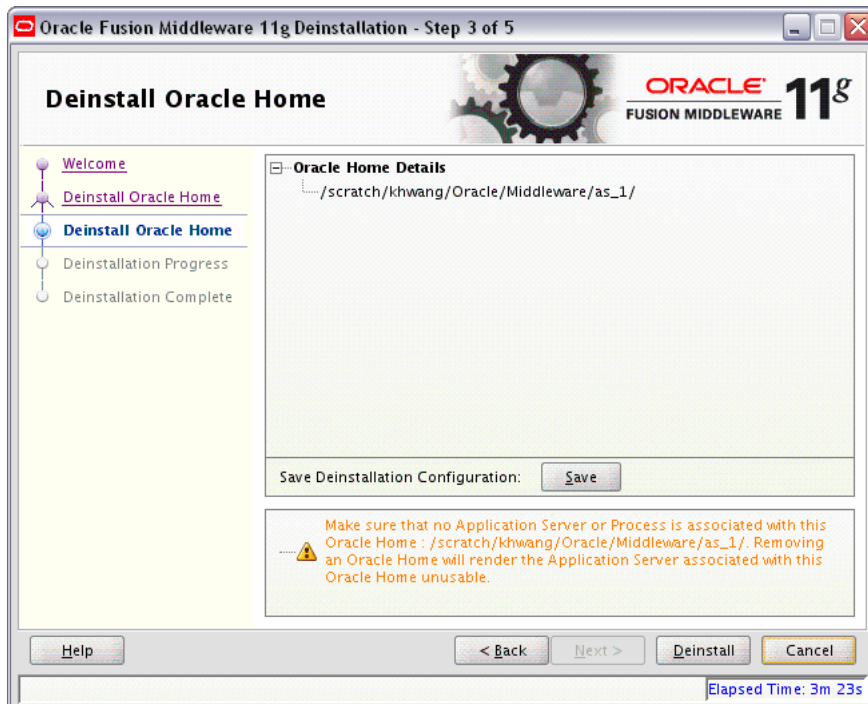 Oracle Fusion Middleware 11g Deinstallation - Step 3 of 5
Deinstall Oracle Home
ORACLE
FUSION MIDDLEWARE
11g
Welcome
Deinstall Oracle Home
Deinstall Oracle Home
Deinstallation Progress
Deinstallation Complete
Oracle Home Details
/scratch/khwang/Oracle/Middleware/as_1/
Save Deinstallation Configuration:
Save
Make sure that no Application Server or Process is associated with this
Oracle Home : /scratch/khwang/Oracle/Middleware/as_1/. Removing
an Oracle Home will render the Application Server associated with this
Oracle Home unusable.
Help
< Back
Next >
Deinstall
Cancel
Elapsed Time: 3m 23s